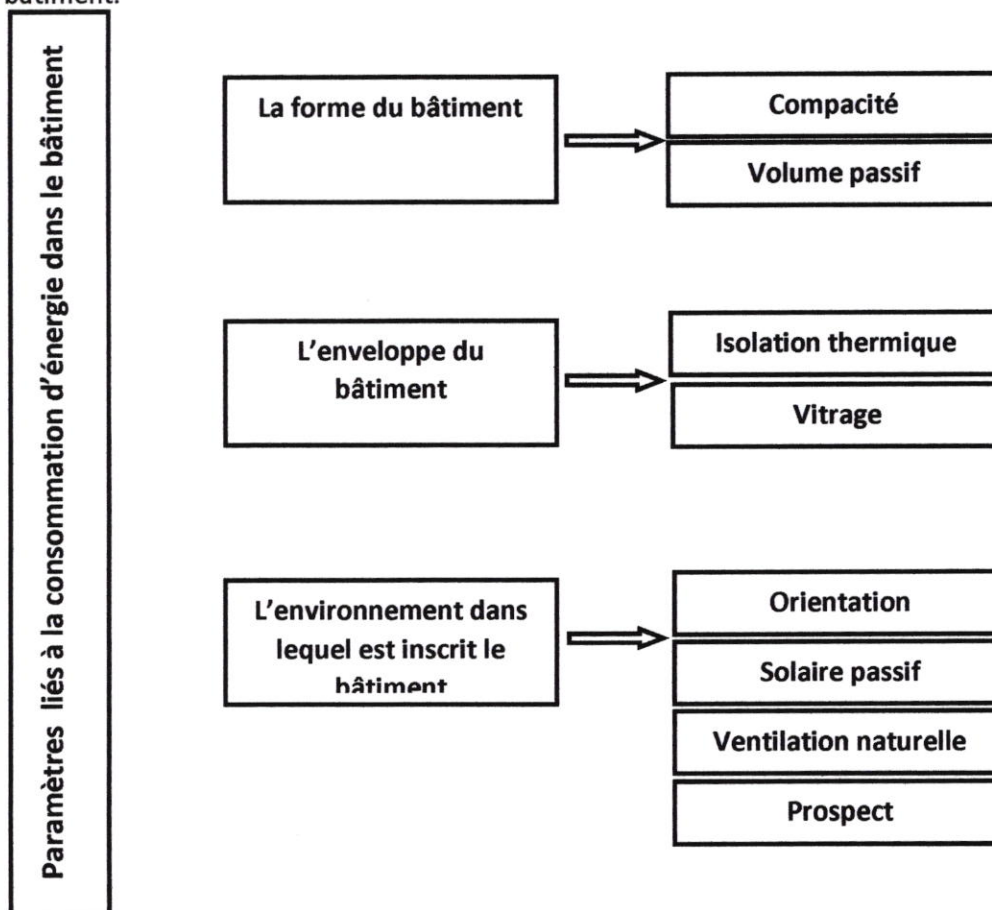 bâtiment.
Paramètres liés à la consommation d'énergie dans le bâtiment
La forme du bâtiment
Compacité
Volume passif
L'enveloppe du
bâtiment
Isolation thermique
Vitrage
L'environnement dans
lequel est inscrit le
bâtiment
Orientation
Solaire passif
Ventilation naturelle
Prospect